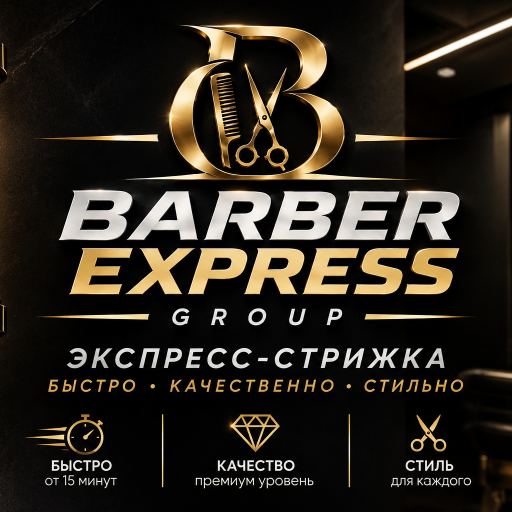 B
BARBER
EXPRESS
GROUP
ЭКСПРЕСС-СТРИЖКА
БЫСТРО • КАЧЕСТВЕННО • СТИЛЬНО
БЫСТРО
от 15 минут
КАЧЕСТВО
премиум уровень
СТИЛЬ
для каждого